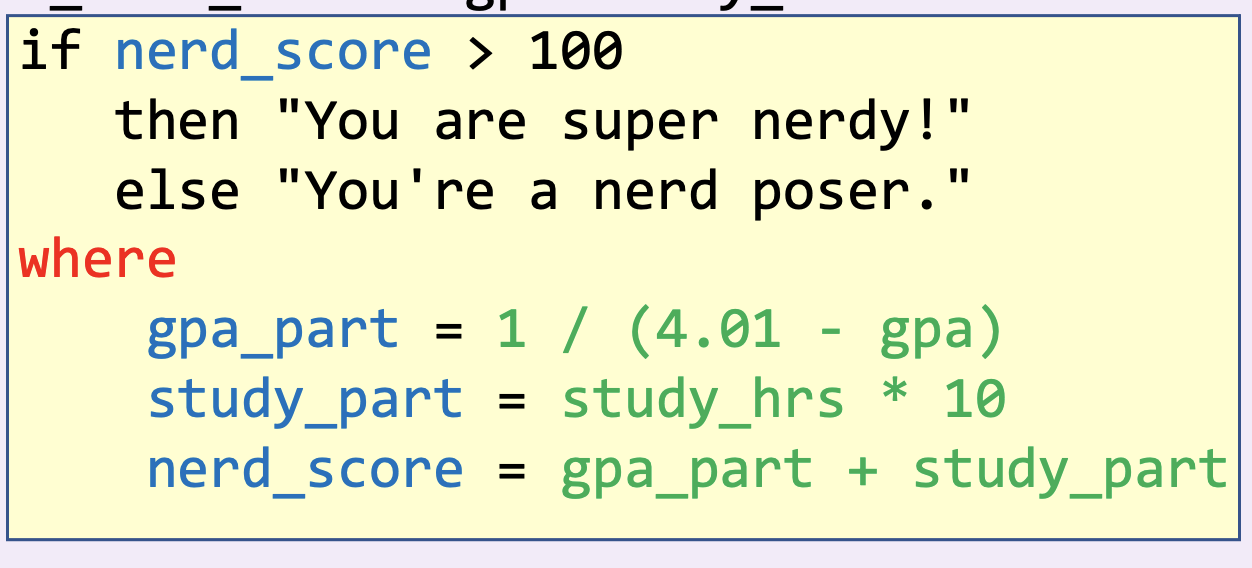 if nerd_score > 100
   then "You are super nerdy!"
   else "You're a nerd poser."
where
    gpa_part = 1 / (4.01 - gpa)
    study_part = study_hrs * 10
    nerd_score = gpa_part + study_part